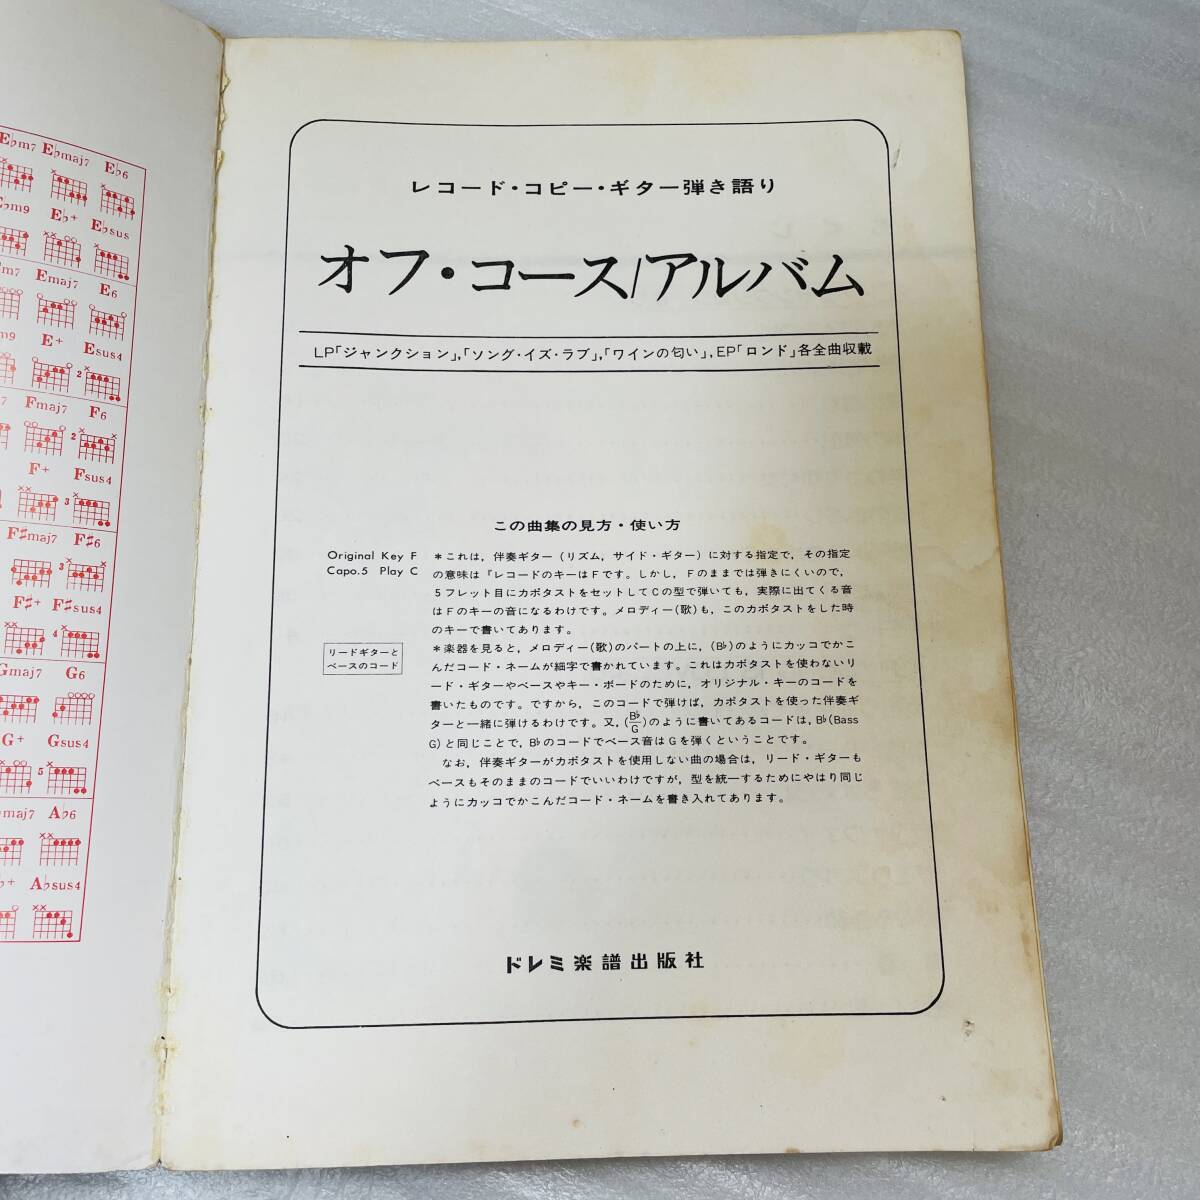 E♭m7 E♭maj7 E♭6
E♭m9 E♭+ E♭sus
Em7 Emaj7 E6
E+ Esus4
Fmaj7 F6
F+ Fsus4
F♯maj7 F♯6
F♯+ F♯sus4
Gmaj7 G6
G+ Gsus4
maj7 A♭6
A♭sus4
レコード・コピー・ギター弾き語り
オフ・コース/アルバム
LP「ジャンクション」,「ソング・イズ・ラブ」,「ワインの匂い」, EP「ロンド」各全曲収載
この曲集の見方・使い方
Original Key F
Capo.5 Play C
＊これは，伴奏ギター（リズム，サイド・ギター）に対する指定で，その指定
の意味は『レコードのキーはＦです。しかし，Ｆのままでは弾きにくいので，
５フレット目にカポタストをセットしてＣの型で弾いても，実際に出てくる音
はＦのキーの音になるわけです。メロディー（歌）も，このカポタストをした時
のキーで書いてあります。
リードギターと
ベースのコード
＊楽器を見ると，メロディー（歌）のパートの上に，（B♭）のようにカッコでかこ
んだコード・ネームが細字で書かれています。これはカポタストを使わないリ
ード・ギターやベースやキー・ボードのために，オリジナル・キーのコードを
書いたものです。ですから，このコードで弾けば，カポタストを使った伴奏ギ
ターと一緒に弾けるわけです。又，（B♭/G）のように書いてあるコードは，B♭(Bass
G)と同じことで，B♭のコードでベース音はGを弾くということです。
なお，伴奏ギターがカポタストを使用しない曲の場合は，リード・ギターも
ベースもそのままのコードでいいわけですが，型を統一するためにやはり同じ
ようにカッコでかこんだコード・ネームを書き入れてあります。
ドレミ楽譜出版社